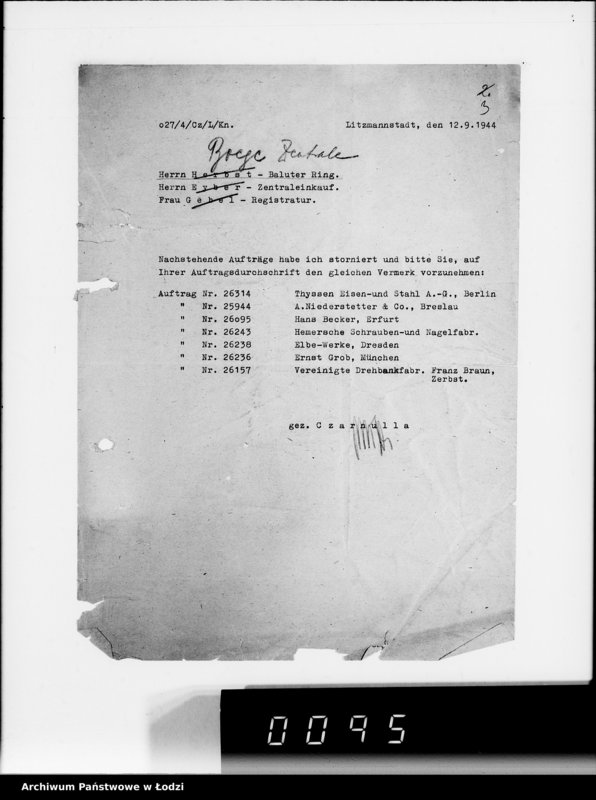 2.
3
o27/4/Cz/L/Kn. Litzmannstadt, den 12.9.1944
Herrn H e r b s t - Baluter Ring.
Herrn E y b e r - Zentraleinkauf.
Frau G e b e l - Registratur.
Nachstehende Aufträge habe ich storniert und bitte Sie, auf
Ihrer Auftragsdurchschrift den gleichen Vermerk vorzunehmen:
Auftrag Nr. 26314 Thyssen Eisen-und Stahl A.-G., Berlin
" Nr. 25944 A.Niederstetter & Co., Breslau
" Nr. 26o95 Hans Becker, Erfurt
" Nr. 26243 Hemersche Schrauben-und Nagelfabr.
" Nr. 26238 Elbe-Werke, Dresden
" Nr. 26236 Ernst Grob, München
" Nr. 26157 Vereinigte Drehbankfabr. Franz Braun,
Zerbst.
gez. C z a r n u l l a
0095
Archiwum Państwowe w Łodzi